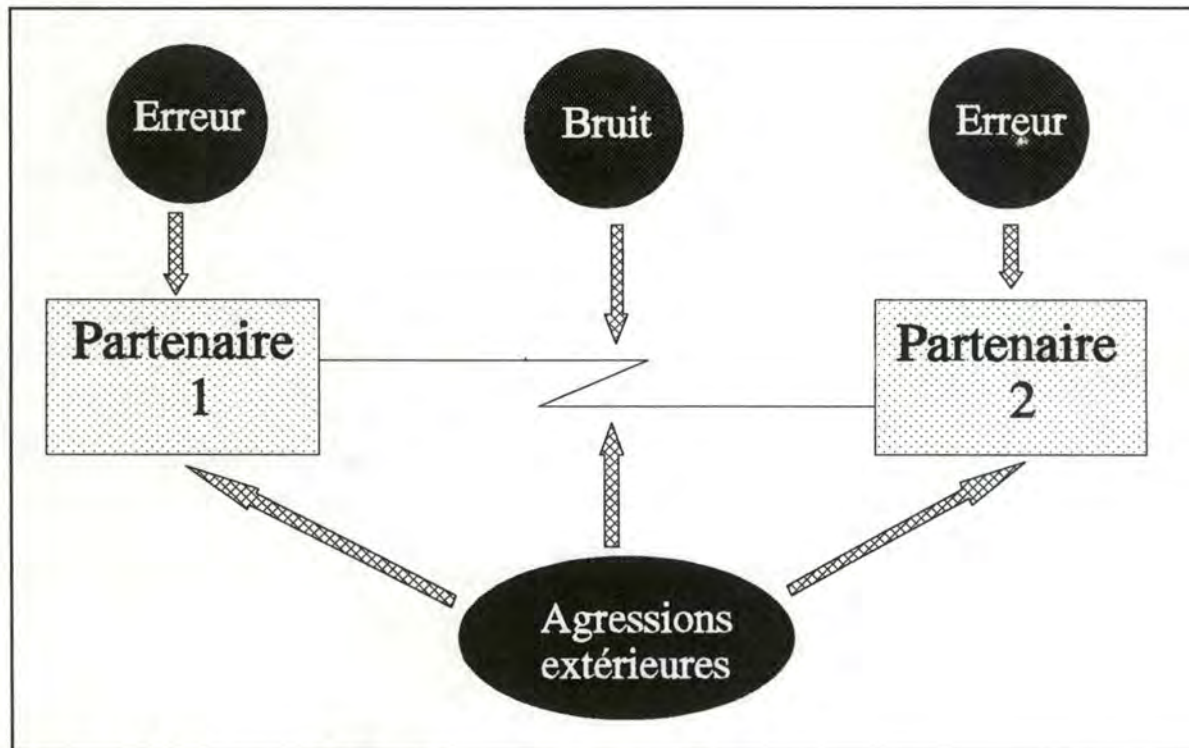 Erreur
Bruit
Erreur
Partenaire
1
Partenaire
2
Agressions
extérieures